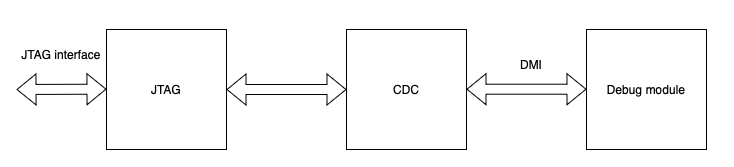 JTAG interface
JTAG
CDC
DMI
Debug module